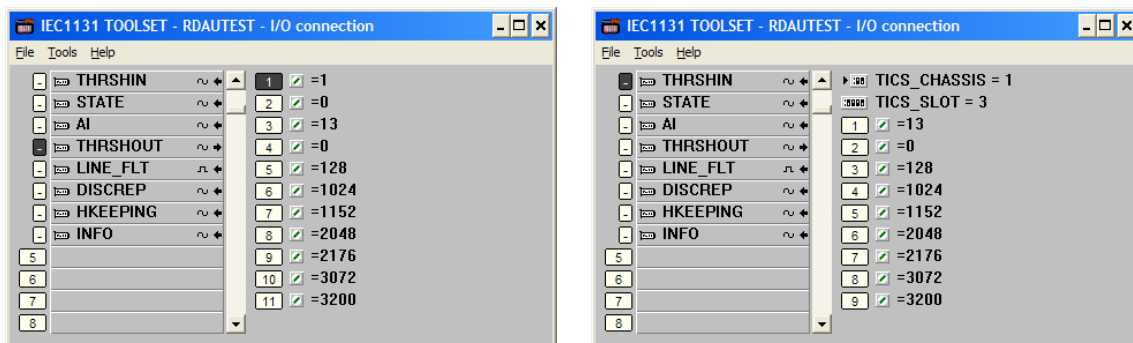 IEC1131 TOOLSET - RDAUTEST - I/O connection
File Tools Help
- THRSHIN 1 =1
- STATE 2 =0
- AI 3 =13
- THRSHOUT 4 =0
- LINE_FLT 5 =128
- DISCREP 6 =1024
- HKEEPING 7 =1152
- INFO 8 =2048
5 9 =2176
6 10 =3072
7 11 =3200
8
IEC1131 TOOLSET - RDAUTEST - I/O connection
File Tools Help
- THRSHIN TICS_CHASSIS = 1
- STATE TICS_SLOT = 3
- AI 1 =13
- THRSHOUT 2 =0
- LINE_FLT 3 =128
- DISCREP 4 =1024
- HKEEPING 5 =1152
- INFO 6 =2048
5 7 =2176
6 8 =3072
7 9 =3200
8